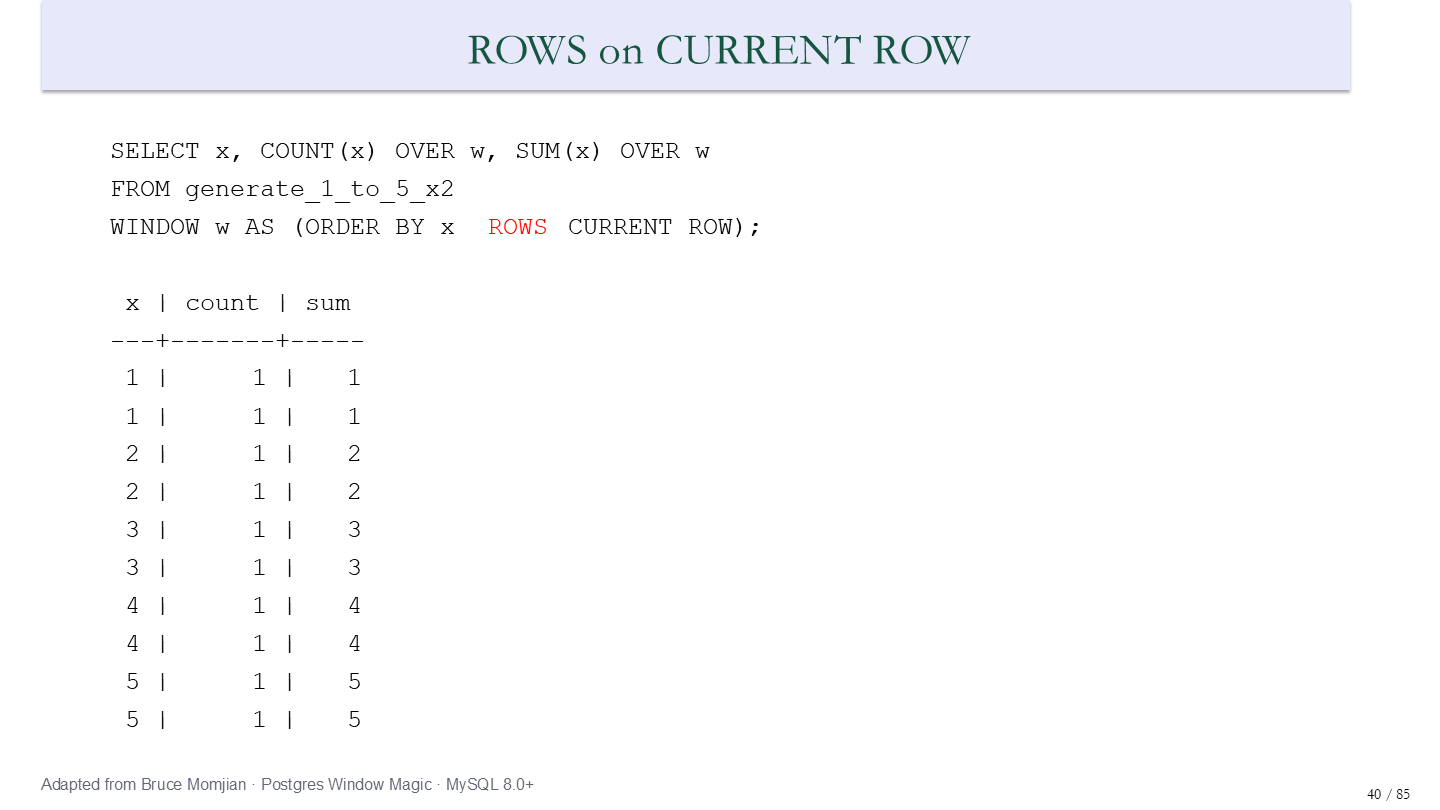 ROWS on CURRENT ROW
SELECT x, COUNT(x) OVER w, SUM(x) OVER w
FROM generate_1_to_5_x2
WINDOW w AS (ORDER BY x ROWS CURRENT ROW);
x | count | sum
---+-------+-----
1 | 1 | 1
1 | 1 | 1
2 | 1 | 2
2 | 1 | 2
3 | 1 | 3
3 | 1 | 3
4 | 1 | 4
4 | 1 | 4
5 | 1 | 5
5 | 1 | 5
Adapted from Bruce Momjian · Postgres Window Magic · MySQL 8.0+
40 / 85